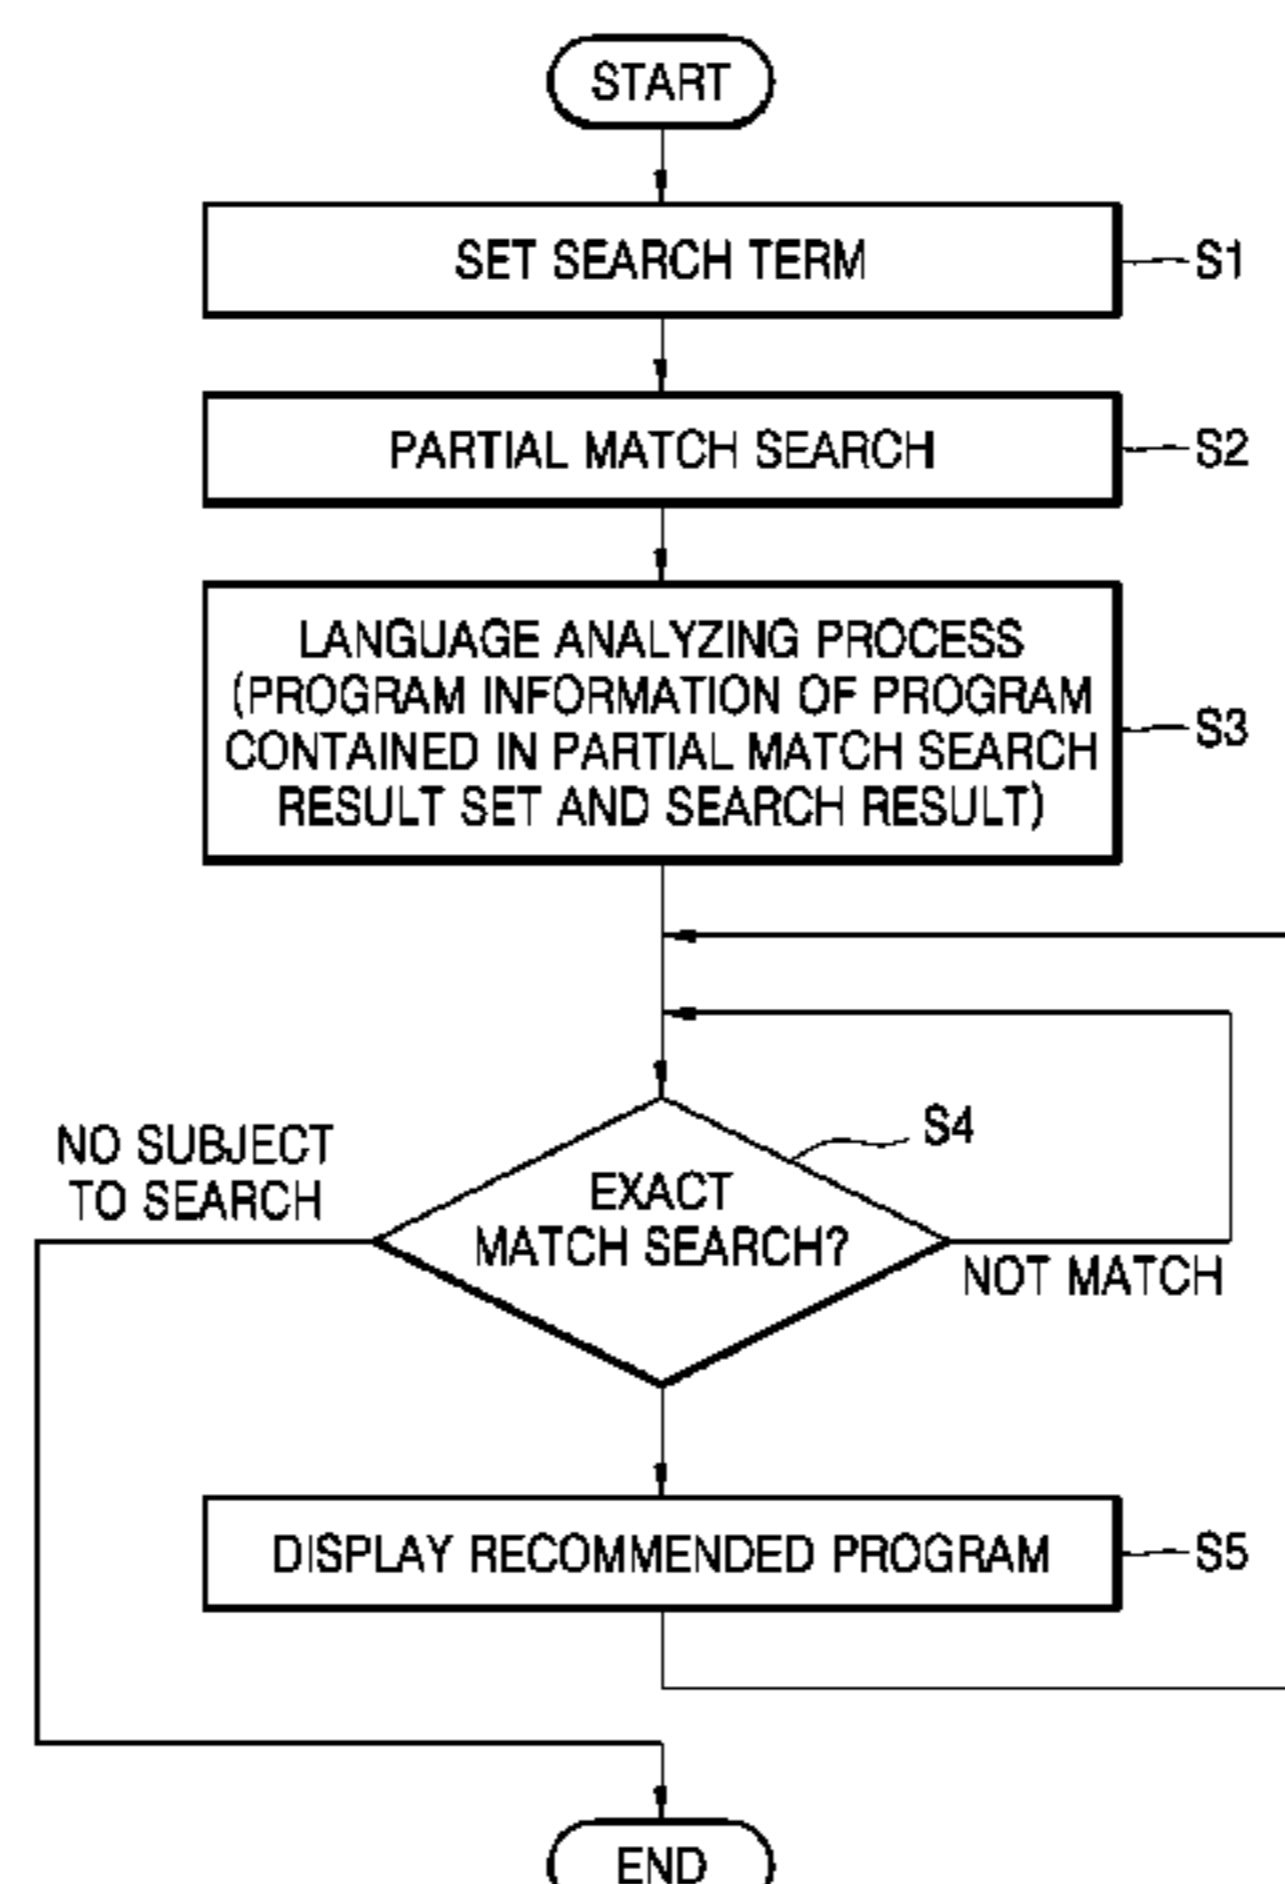 START
SET SEARCH TERM
S1
PARTIAL MATCH SEARCH
S2
LANGUAGE ANALYZING PROCESS
(PROGRAM INFORMATION OF PROGRAM
CONTAINED IN PARTIAL MATCH SEARCH
RESULT SET AND SEARCH RESULT)
S3
S4
NO SUBJECT
TO SEARCH
EXACT
MATCH SEARCH?
NOT MATCH
DISPLAY RECOMMENDED PROGRAM
S5
END